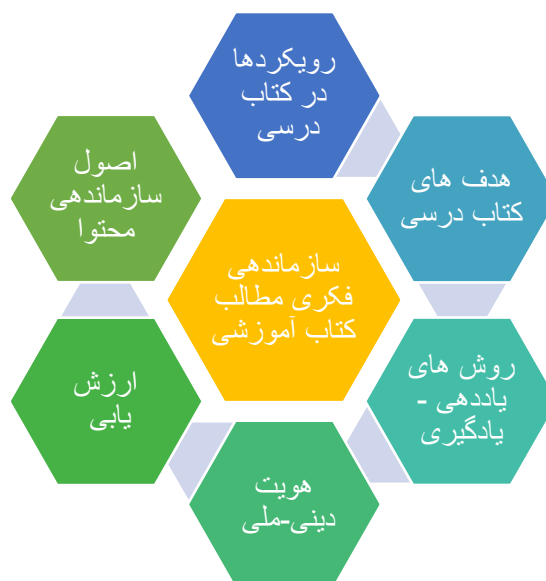 رویکردها
در کتاب
درسی
هدف های
کتاب درسی
روش های
یاددهی -
یادگیری
هویت
دینی-ملی
ارزش
یابی
اصول
سازماندهی
محتوا
سازماندهی
فکری مطالب
کتاب آموزشی